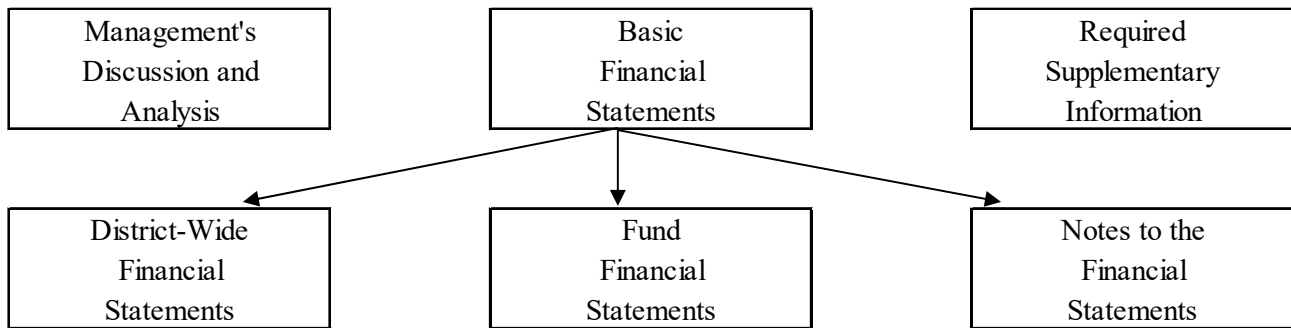 Management's
Discussion and
Analysis
Basic
Financial
Statements
Required
Supplementary
Information
District-Wide
Financial
Statements
Fund
Financial
Statements
Notes to the
Financial
Statements